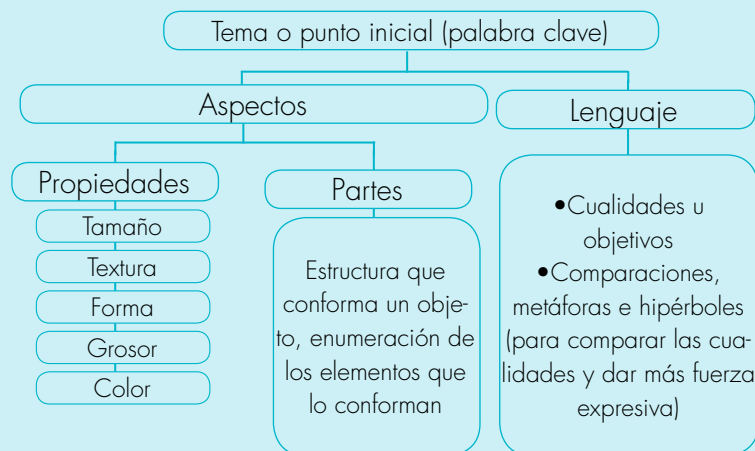 Tema o punto inicial (palabra clave)
Aspectos
Lenguaje
Propiedades
Tamaño
Textura
Forma
Grosor
Color
Partes
Estructura que
conforma un obje-
to, enumeración de
los elementos que
lo conforman
•Cualidades u
objetivos
•Comparaciones,
metáforas e hipérboles
(para comparar las cua-
lidades y dar más fuerza
expresiva)